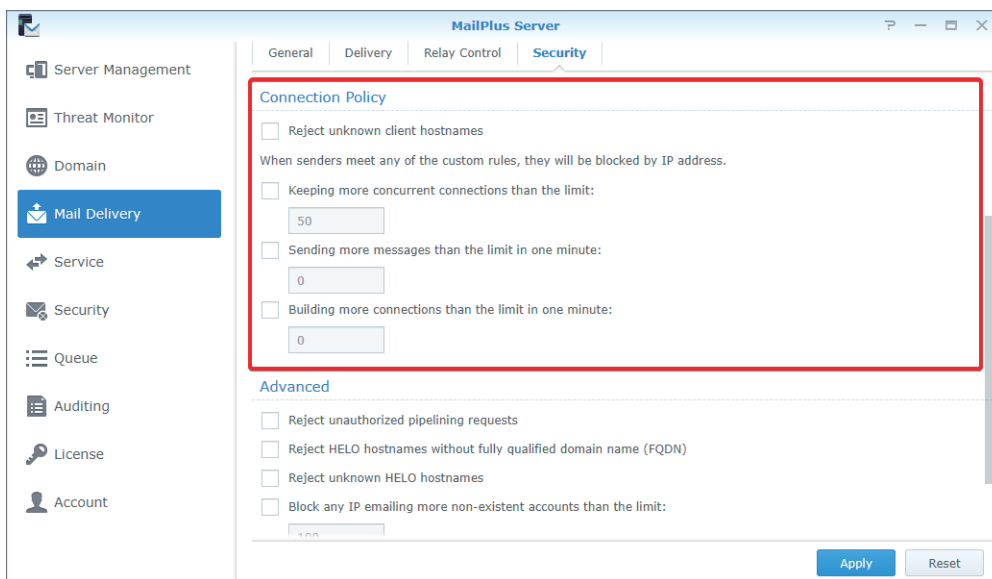 MailPlus Server
Server Management
Threat Monitor
Domain
Mail Delivery
Service
Security
Queue
Auditing
License
Account
General
Delivery
Relay Control
Security
Connection Policy
Reject unknown client hostnames
When senders meet any of the custom rules, they will be blocked by IP address.
Keeping more concurrent connections than the limit:
50
Sending more messages than the limit in one minute:
0
Building more connections than the limit in one minute:
0
Advanced
Reject unauthorized pipelining requests
Reject HELO hostnames without fully qualified domain name (FQDN)
Reject unknown HELO hostnames
Block any IP emailing more non-existent accounts than the limit:
100
Apply
Reset